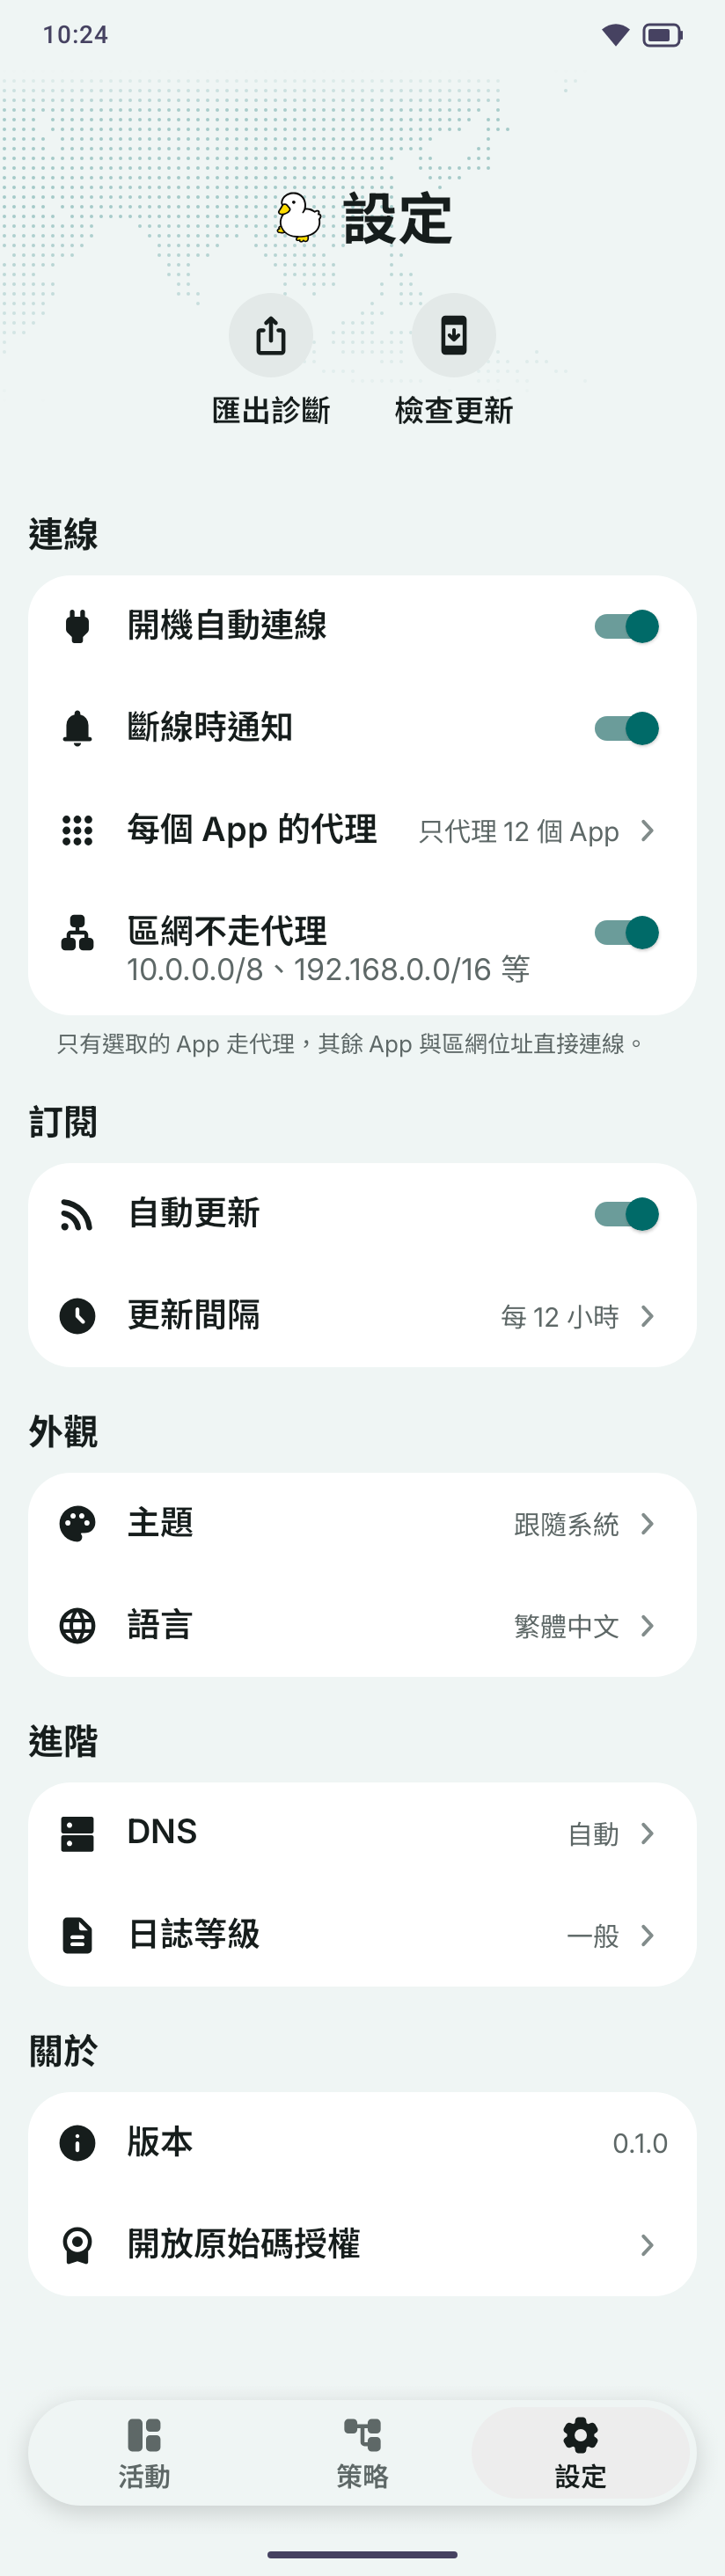 10:24
設定
匯出診斷
檢查更新
連線
開機自動連線
斷線時通知
每個 App 的代理 只代理 12 個 App
區網不走代理
10.0.0.0/8、192.168.0.0/16 等
只有選取的 App 走代理，其餘 App 與區網位址直接連線。
訂閱
自動更新
更新間隔 每 12 小時
外觀
主題 跟隨系統
語言 繁體中文
進階
DNS 自動
日誌等級 一般
關於
版本 0.1.0
開放原始碼授權
活動
策略
設定